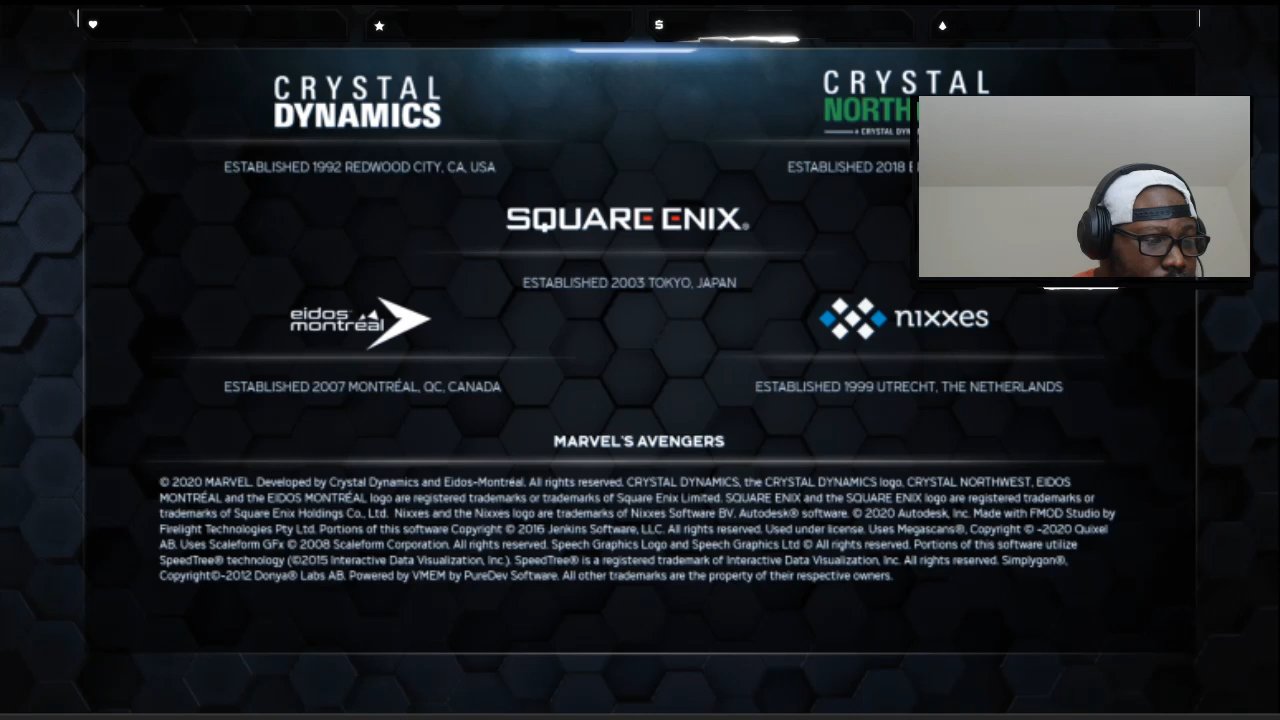 CRYSTAL
DYNAMICS
CRYSTAL
NORTH
CRYSTAL
ESTABLISHED 1992 REDWOOD CITY, CA, USA
ESTABLISHED 2018
SQUARE ENIX®
ESTABLISHED 2003 TOKYO, JAPAN
eidos
montréal
nixxes
ESTABLISHED 2007 MONTRÉAL, QC, CANADA
ESTABLISHED 1999 UTRECHT, THE NETHERLANDS
MARVEL'S AVENGERS
© 2020 MARVEL. Developed by Crystal Dynamics and Eidos-Montréal. All rights reserved. CRYSTAL DYNAMICS, the CRYSTAL DYNAMICS logo, CRYSTAL NORTHWEST, EIDOS
MONTRÉAL and the EIDOS MONTRÉAL logo are registered trademarks or trademarks of Square Enix Limited. SQUARE ENIX and the SQUARE ENIX logo are registered trademarks or
trademarks of Square Enix Holdings Co., Ltd. Nixxes and the Nixxes logo are trademarks of Nixxes Software BV. Autodesk® software. © 2020 Autodesk, Inc. Made with FMOD Studio by
Firelight Technologies Pty Ltd. Portions of this software Copyright © 2016 Jenkins Software, LLC. All rights reserved. Used under license. Uses Megascans®, Copyright © -2020 Quixel
AB. Uses Scaleform GFx © 2008 Scaleform Corporation. All rights reserved. Speech Graphics Logo and Speech Graphics Ltd © All rights reserved. Portions of this software utilize
SpeedTree® technology (©2015 Interactive Data Visualization, Inc.). SpeedTree® is a registered trademark of Interactive Data Visualization, Inc. All rights reserved. Simplygon®,
Copyright©-2012 Donya® Labs AB. Powered by VMEM by PureDev Software. All other trademarks are the property of their respective owners.